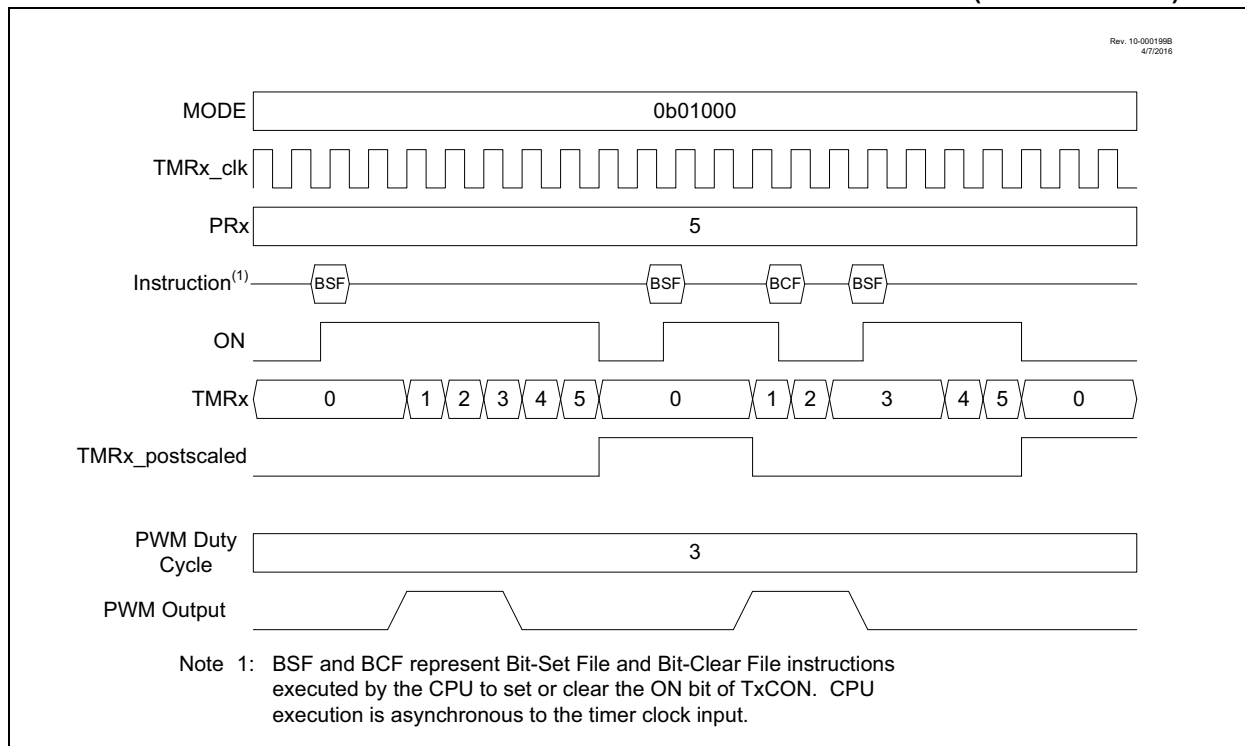 Rev. 10-000199B
4/7/2016
MODE 0b01000
TMRx_clk
PRx 5
Instruction(1) BSF BSF BCF BSF
ON
TMRx 0 1 2 3 4 5 0 1 2 3 4 5 0
TMRx_postscaled
PWM Duty
Cycle 3
PWM Output
Note 1: BSF and BCF represent Bit-Set File and Bit-Clear File instructions
executed by the CPU to set or clear the ON bit of TxCON. CPU
execution is asynchronous to the timer clock input.